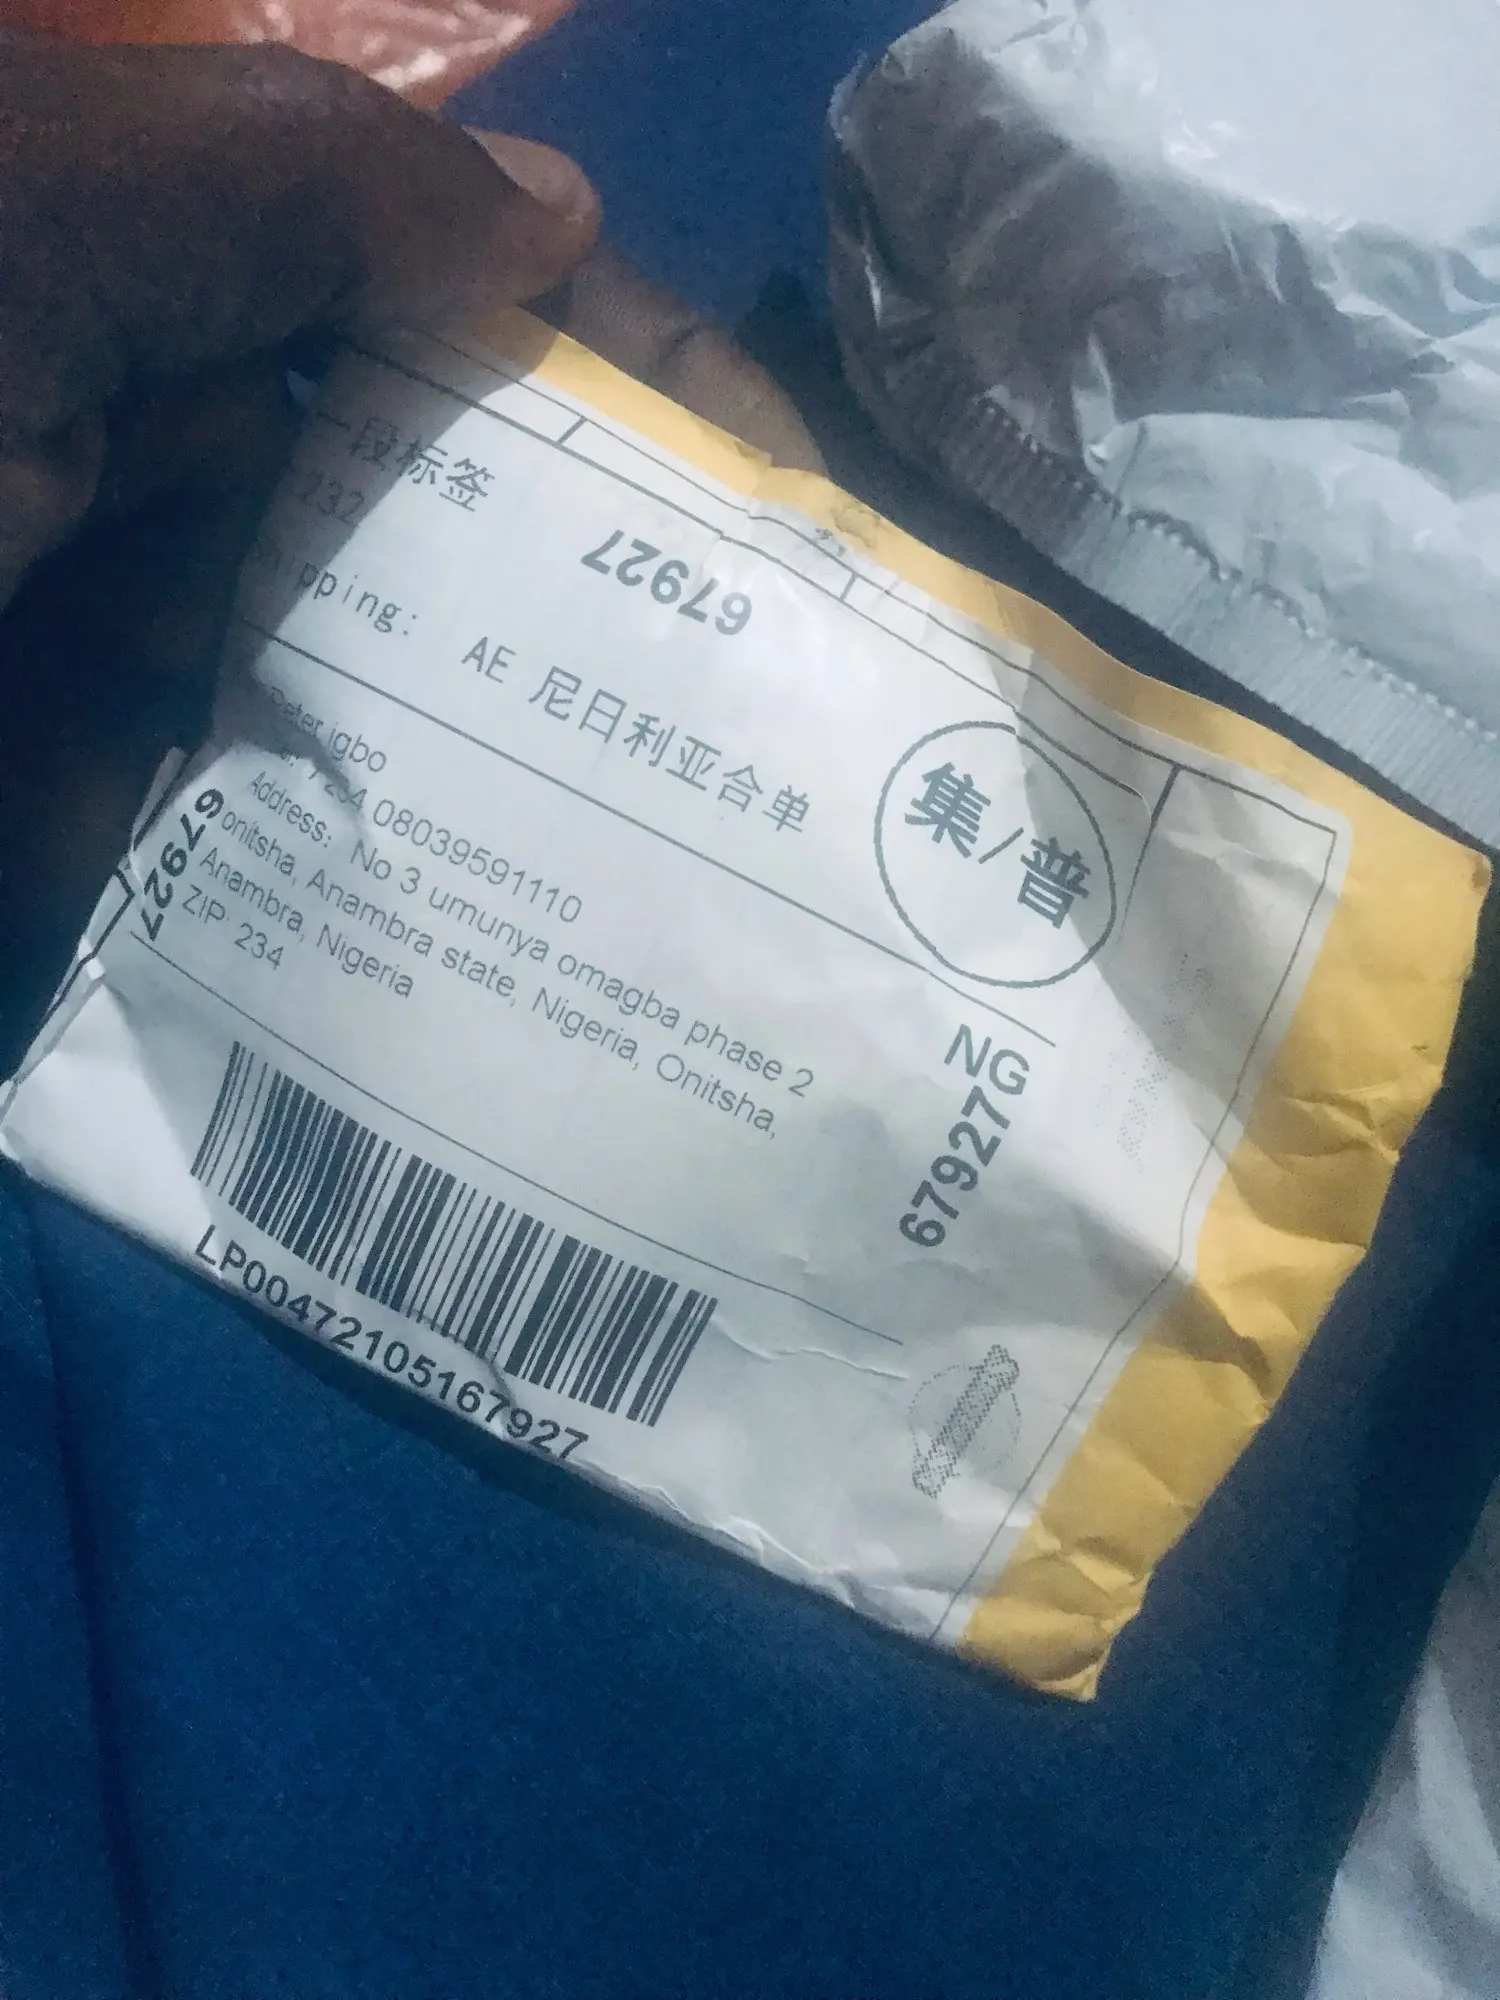 一段标签
232
67927
pping: AE 尼日利亚合单
集/普
Peter igbo
234 08039591110
Address: No 3 umunya omagba phase 2
onitsha, Anambra state, Nigeria, Onitsha,
Anambra, Nigeria
ZIP: 234
67927
NG
67927
LP00472105167927